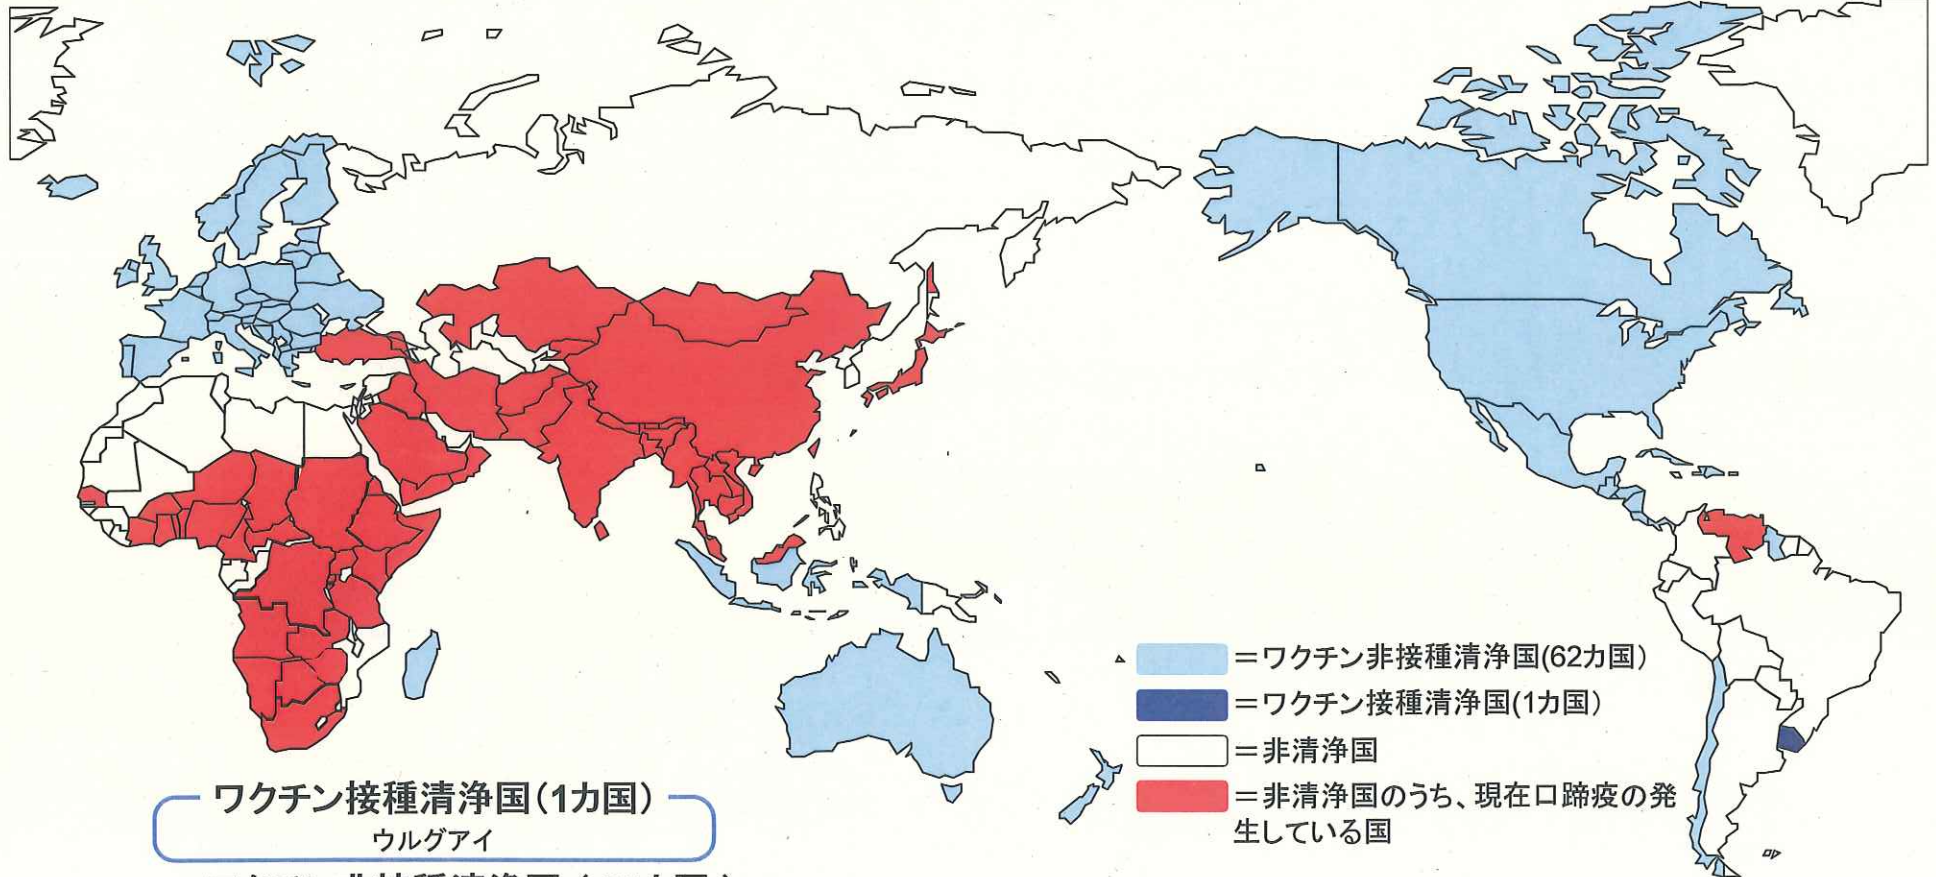 =ワクチン非接種清浄国(62カ国)
=ワクチン接種清浄国(1カ国)
=非清浄国
=非清浄国のうち、現在口蹄疫の発
生している国
ワクチン接種清浄国(1カ国)
ウルグアイ